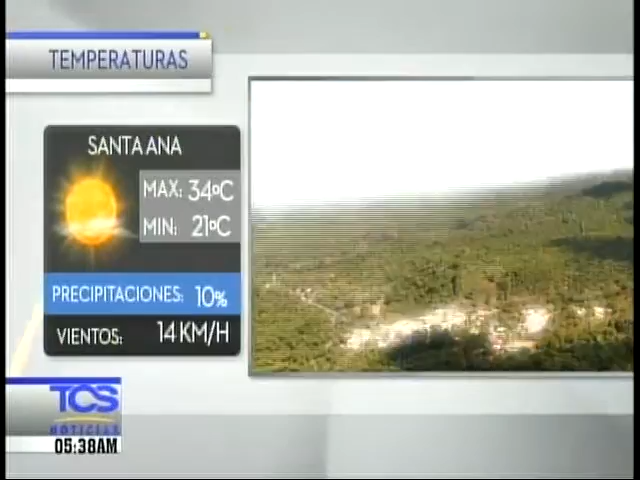 TEMPERATURAS
SANTA ANA
MAX: 34ºC
MIN: 21ºC
PRECIPITACIONES: 10%
VIENTOS: 14 KM/H
TCS
NOTICIAS
05:38AM